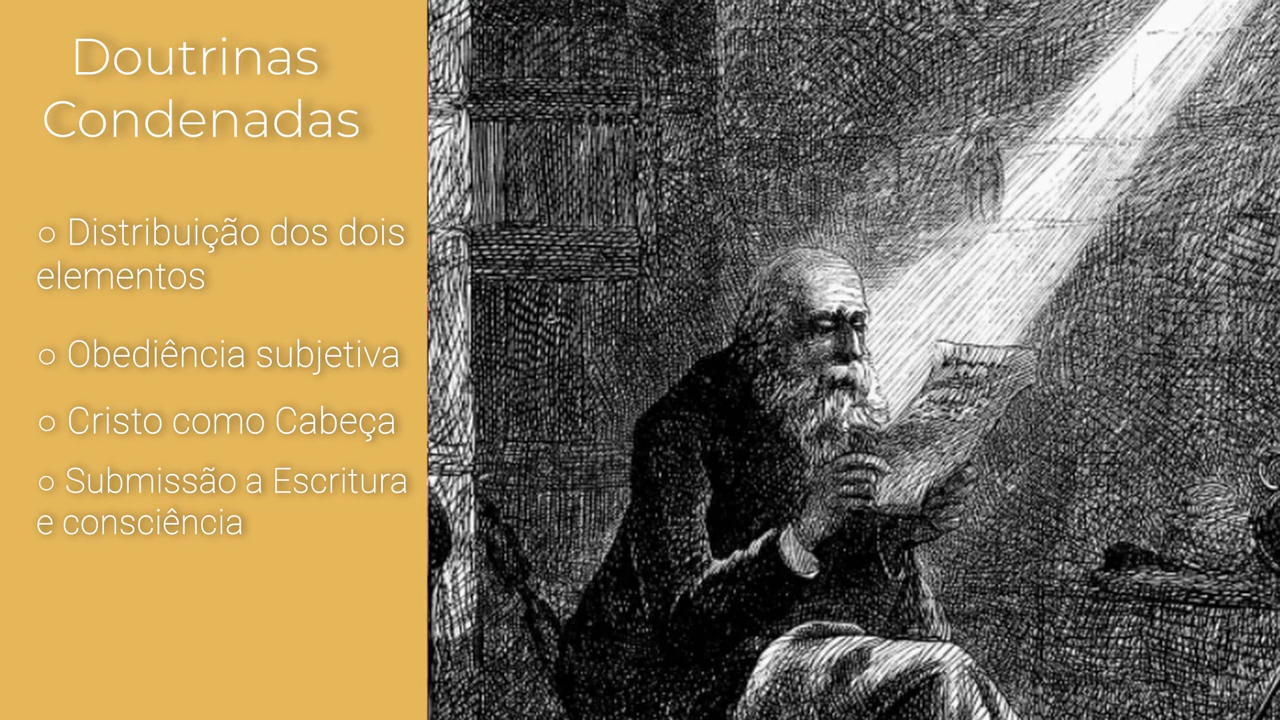 Doutrinas
Condenadas
○ Distribuição dos dois
elementos
○ Obediência subjetiva
○ Cristo como Cabeça
○ Submissão a Escritura
e consciência